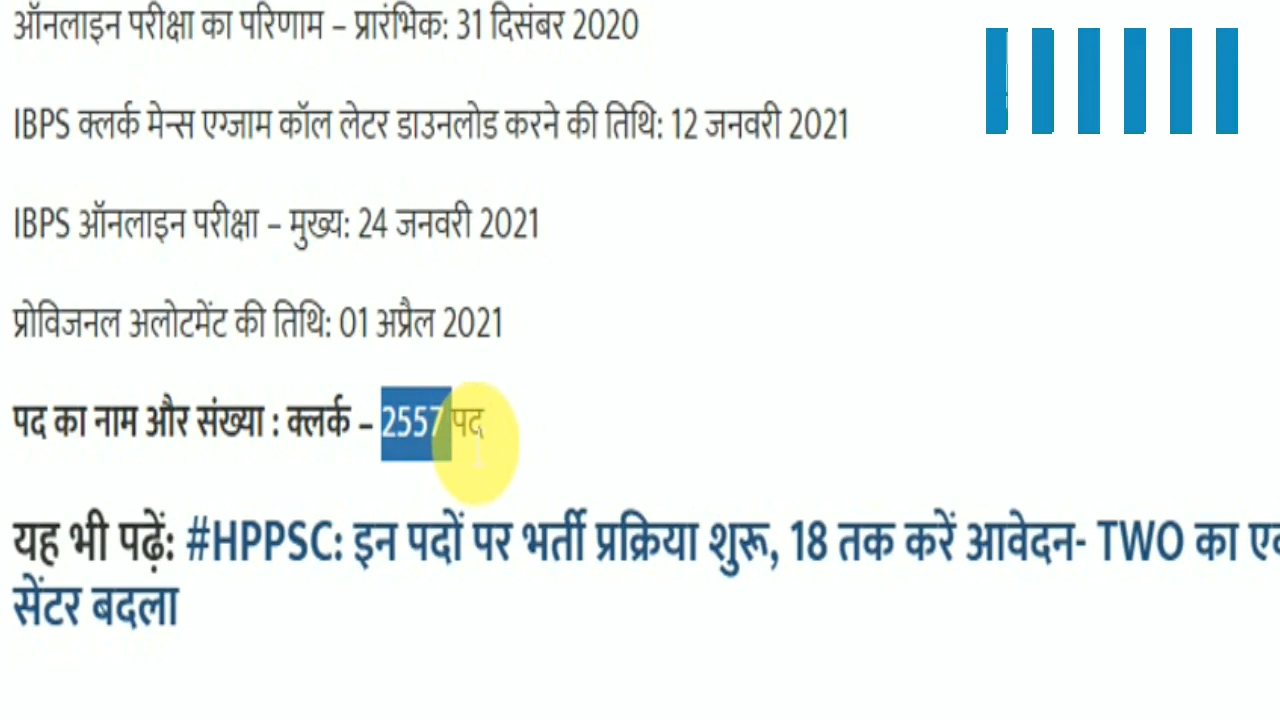 ऑनलाइन परीक्षा का परिणाम – प्रारंभिक: 31 दिसंबर 2020
IBPS क्लर्क मेन्स एग्जाम कॉल लेटर डाउनलोड करने की तिथि: 12 जनवरी 2021
IBPS ऑनलाइन परीक्षा – मुख्य: 24 जनवरी 2021
प्रोविजनल अलोटमेंट की तिथि: 01 अप्रैल 2021
पद का नाम और संख्या : क्लर्क – 2557 पद
यह भी पढ़ें: #HPPSC: इन पदों पर भर्ती प्रक्रिया शुरू, 18 तक करें आवेदन- TWO का
सेंटर बदला